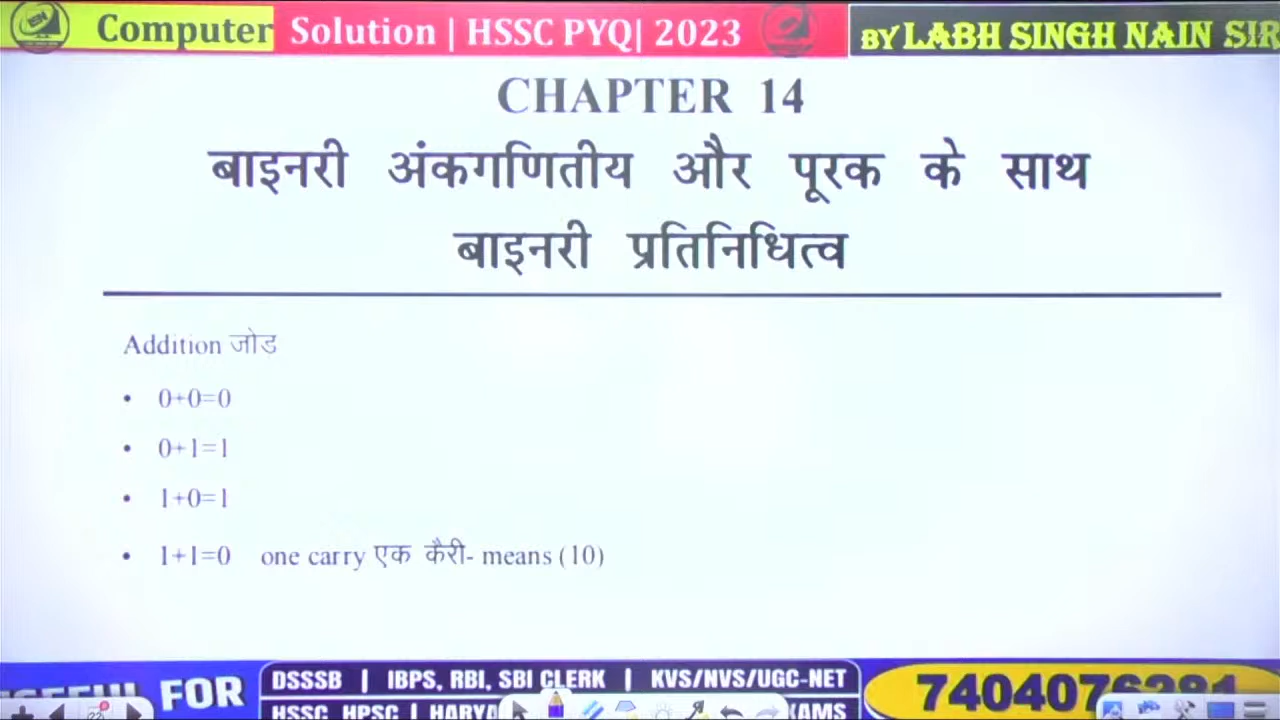 Computer Solution | HSSC PYQ| 2023
BY LABH SINGH NAIN SIR
CHAPTER 14
बाइनरी अंकगणितीय और पूरक के साथ
बाइनरी प्रतिनिधित्व
Addition जोड
• 0+0=0
• 0+1=1
• 1+0=1
• 1+1=0 one carry एक कैरी- means (10)
FOR
DSSSB | IBPS, RBI, SBI CLERK | KVS/NVS/UGC-NET
HSSC, HPSC | HARYA
7404076281